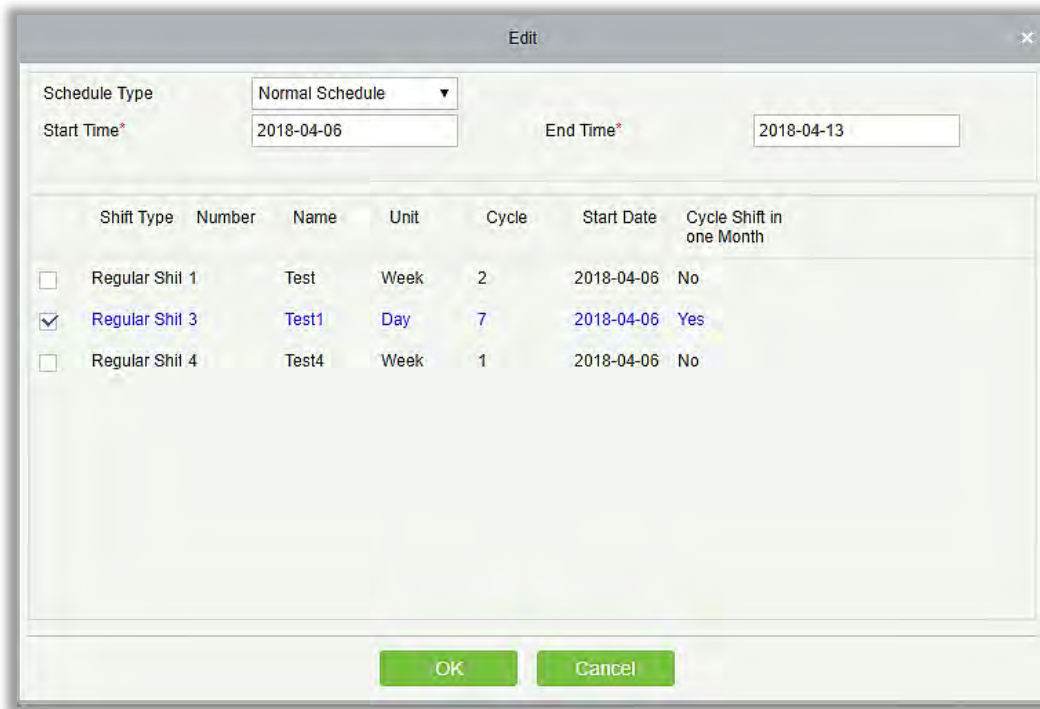 Edit ×
Schedule Type Normal Schedule ▼
Start Time* 2018-04-06 End Time* 2018-04-13
Shift Type Number Name Unit Cycle Start Date Cycle Shift in
one Month
Regular Shif 1 Test Week 2 2018-04-06 No
Regular Shif 3 Test1 Day 7 2018-04-06 Yes
Regular Shif 4 Test4 Week 1 2018-04-06 No
OK Cancel